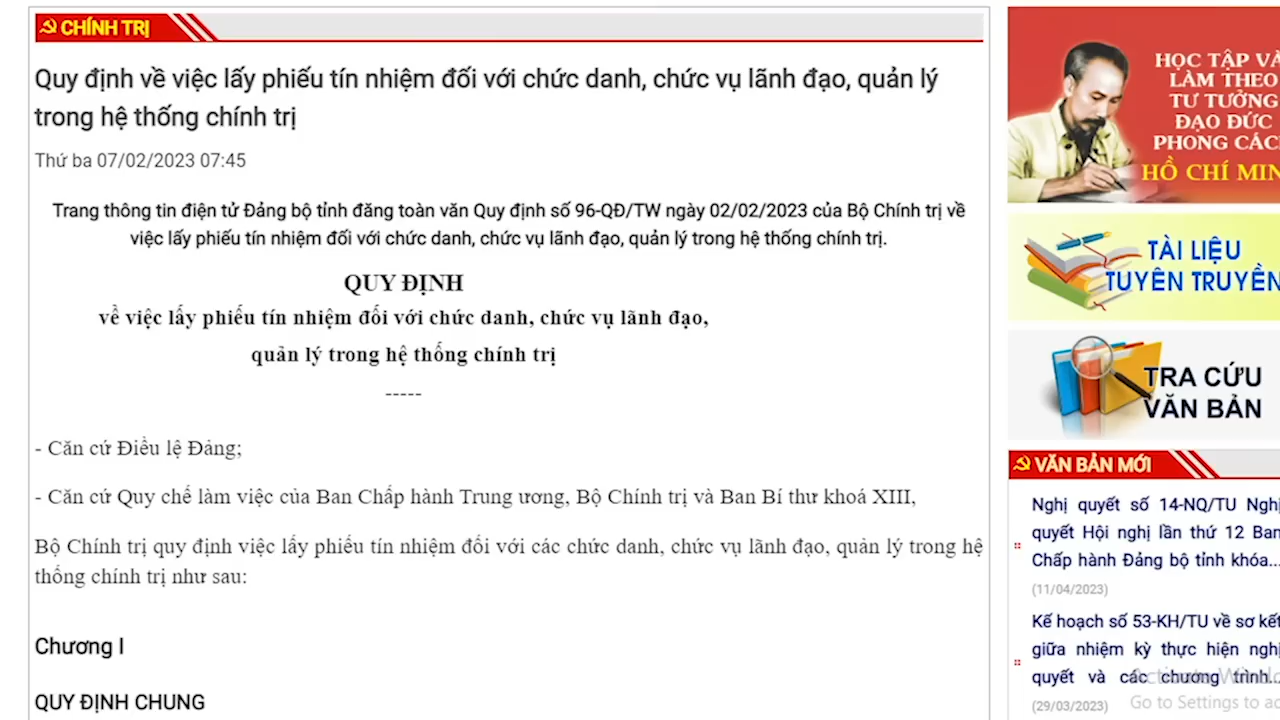 CHÍNH TRỊ
Quy định về việc lấy phiếu tín nhiệm đối với chức danh, chức vụ lãnh đạo, quản lý
trong hệ thống chính trị
Thứ ba 07/02/2023 07:45
Trang thông tin điện tử Đảng bộ tỉnh đăng toàn văn Quy định số 96-QĐ/TW ngày 02/02/2023 của Bộ Chính trị về
việc lấy phiếu tín nhiệm đối với chức danh, chức vụ lãnh đạo, quản lý trong hệ thống chính trị.
QUY ĐỊNH
về việc lấy phiếu tín nhiệm đối với chức danh, chức vụ lãnh đạo,
quản lý trong hệ thống chính trị
-----
- Căn cứ Điều lệ Đảng;
- Căn cứ Quy chế làm việc của Ban Chấp hành Trung ương, Bộ Chính trị và Ban Bí thư khoá XIII,
Bộ Chính trị quy định việc lấy phiếu tín nhiệm đối với các chức danh, chức vụ lãnh đạo, quản lý trong hệ
thống chính trị như sau:
Chương I
QUY ĐỊNH CHUNG
HỌC TẬP VÀ
LÀM THEO
TƯ TƯỞNG
ĐẠO ĐỨC
PHONG CÁCH
HỒ CHÍ MIN
TÀI LIỆU
TUYÊN TRUYỀN
TRA CỨU
VĂN BẢN
VĂN BẢN MỚI
Nghị quyết số 14-NQ/TU Nghị
quyết Hội nghị lần thứ 12 Ban
Chấp hành Đảng bộ tỉnh khóa...
(11/04/2023)
Kế hoạch số 53-KH/TU về sơ kết
giữa nhiệm kỳ thực hiện nghị
quyết và các chương trình...
(29/03/2023)
Activate Windo
Go to Settings to ac